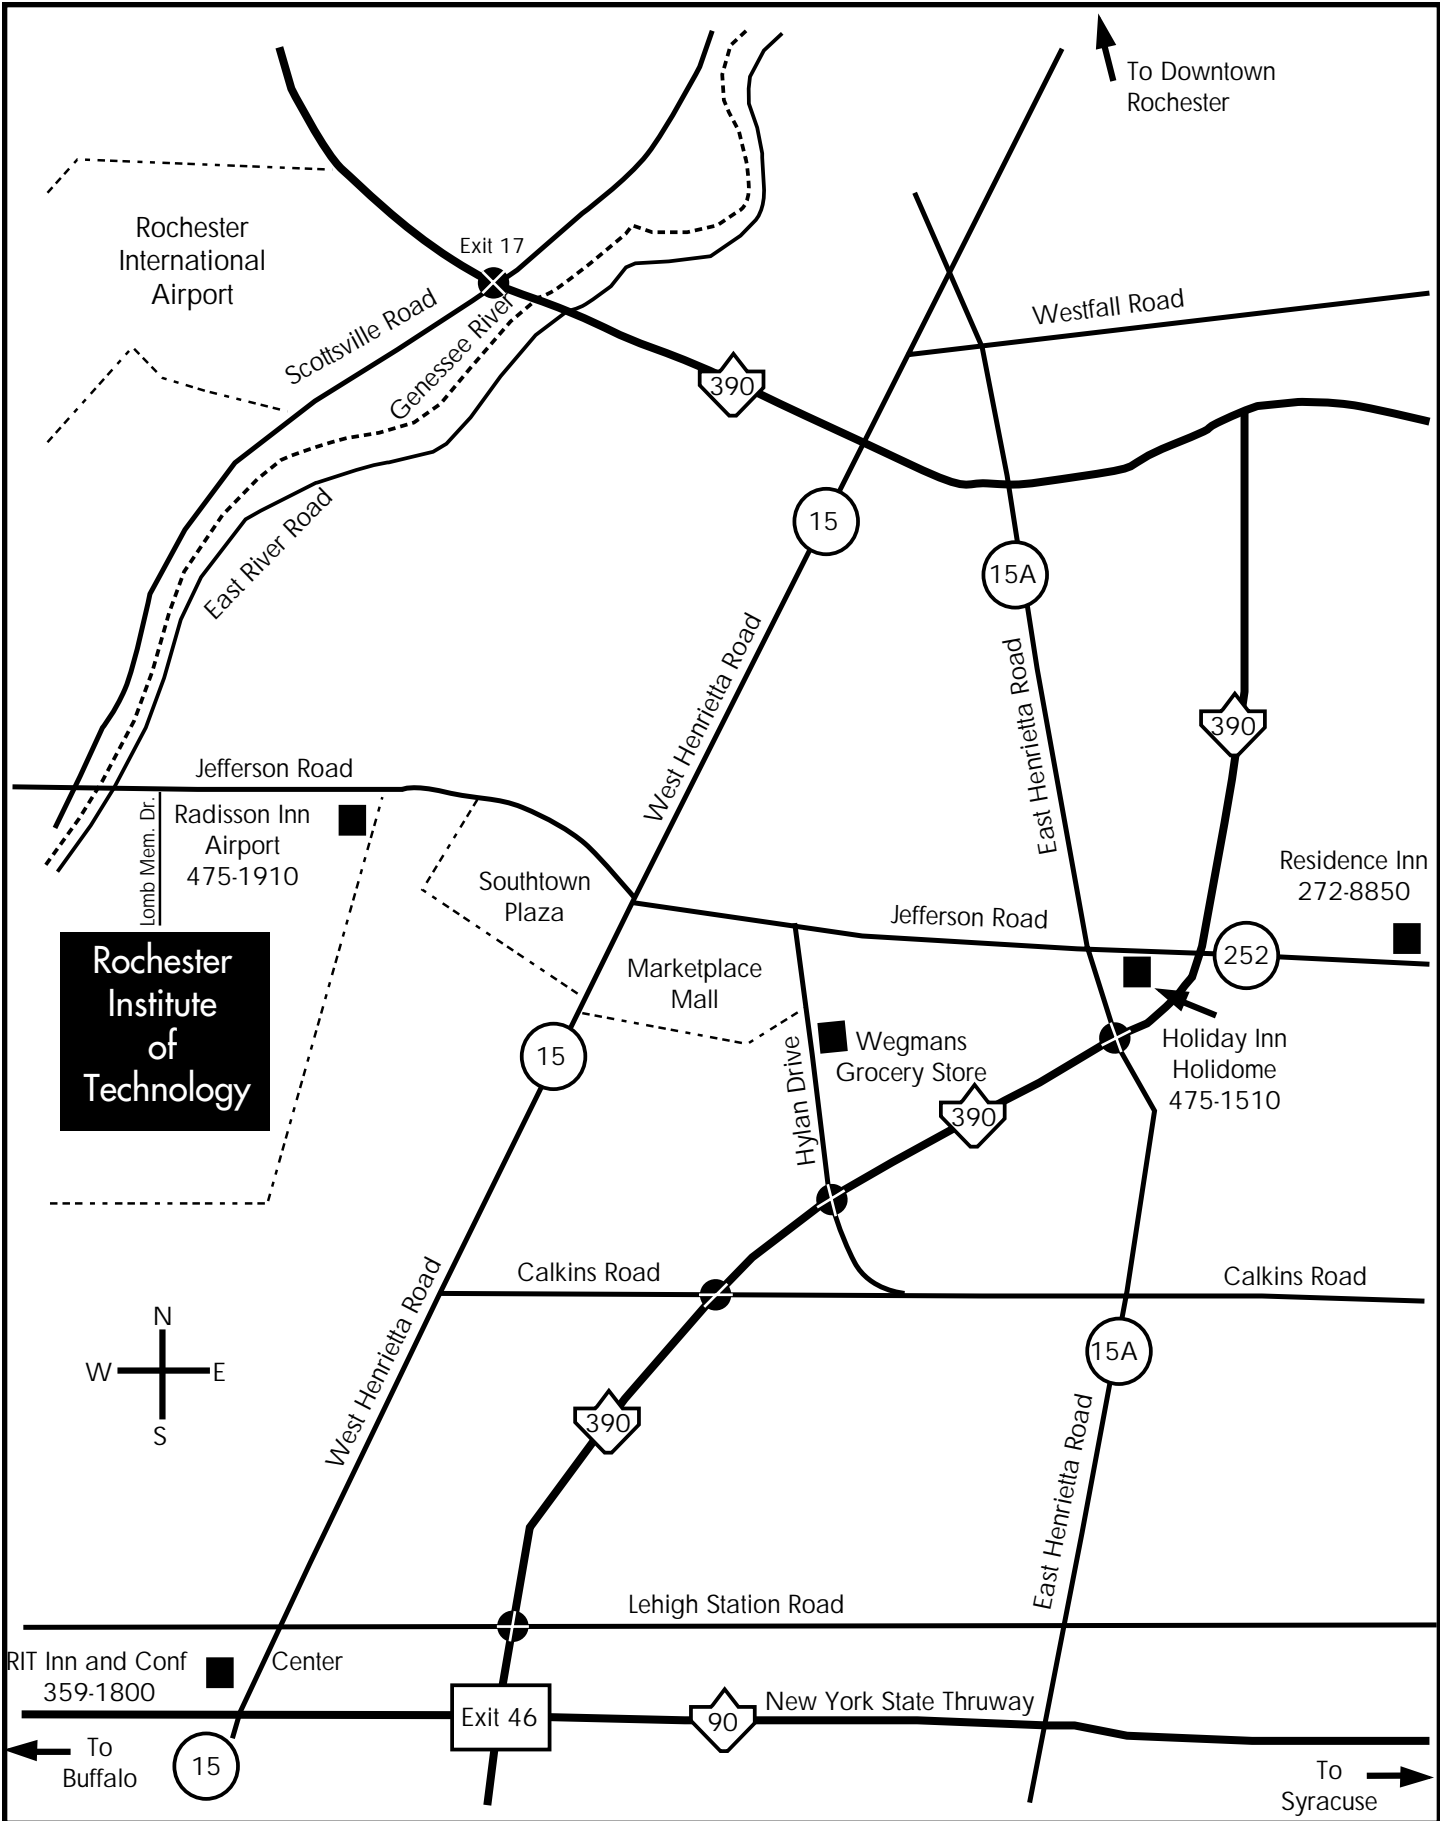 To Downtown
Rochester
Rochester
International
Airport
Exit 17
Scottsville Road
Genessee River
Westfall Road
390
East River Road
15
15A
West Henrietta Road
East Henrietta Road
390
Jefferson Road
Lomb Mem. Dr.
Radisson Inn
Airport
475-1910
Southtown
Plaza
Jefferson Road
Residence Inn
272-8850
252
Rochester
Institute
of
Technology
Marketplace
Mall
15
Hylan Drive
Wegmans
Grocery Store
Holiday Inn
Holidome
475-1510
390
Calkins Road
Calkins Road
N
W E
S
West Henrietta Road
15A
390
East Henrietta Road
Lehigh Station Road
RIT Inn and Conf Center
359-1800
Exit 46
90
New York State Thruway
To
Buffalo
15
To
Syracuse